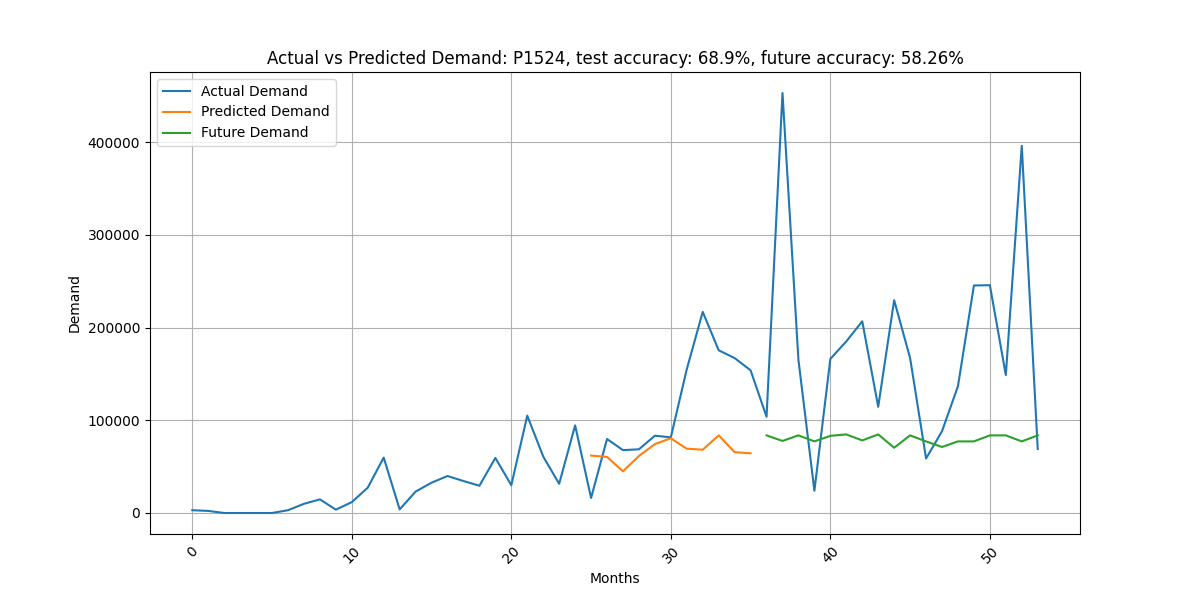 Actual vs Predicted Demand: P1524, test accuracy: 68.9%, future accuracy: 58.26%
Actual Demand
Predicted Demand
Future Demand
400000
300000
200000
100000
0
Demand
0
10
20
30
40
50
Months